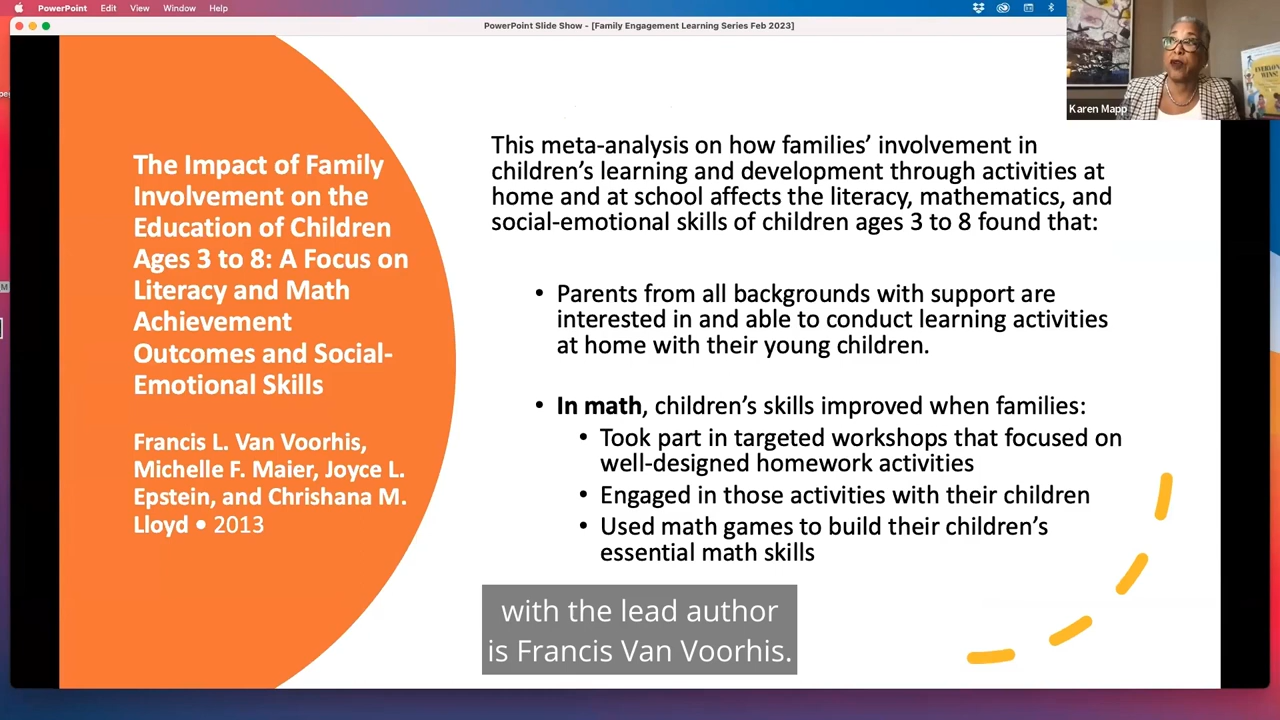 PowerPoint Edit View Window Help
PowerPoint Slide Show - [Family Engagement Learning Series Feb 2023]
EVERYONE
WINS!
Karen Mapp
The Impact of Family
Involvement on the
Education of Children
Ages 3 to 8: A Focus on
Literacy and Math
Achievement
Outcomes and Social-
Emotional Skills
Francis L. Van Voorhis,
Michelle F. Maier, Joyce L.
Epstein, and Chrishana M.
Lloyd • 2013
This meta-analysis on how families’ involvement in
children’s learning and development through activities at
home and at school affects the literacy, mathematics, and
social-emotional skills of children ages 3 to 8 found that:
• Parents from all backgrounds with support are
interested in and able to conduct learning activities
at home with their young children.
• In math, children’s skills improved when families:
• Took part in targeted workshops that focused on
well-designed homework activities
• Engaged in those activities with their children
• Used math games to build their children’s
essential math skills
with the lead author
is Francis Van Voorhis.